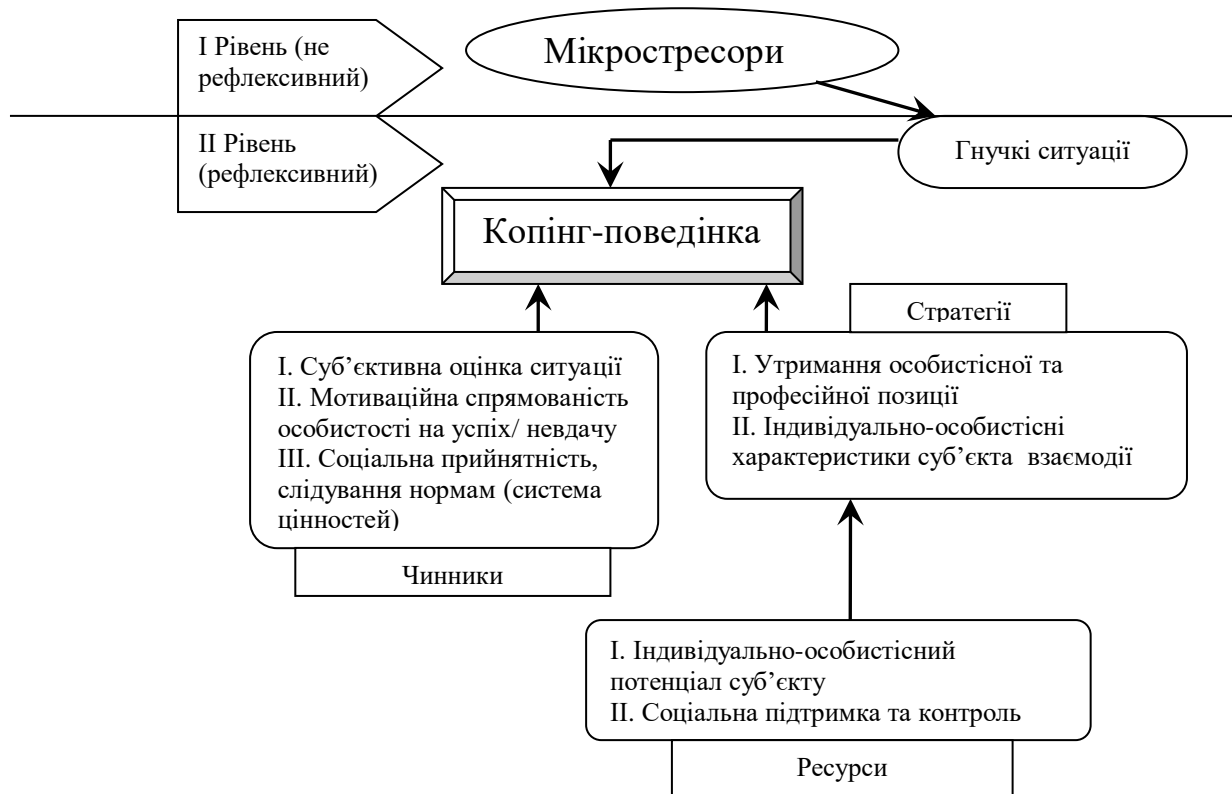 І Рівень (не
рефлексивний)
Мікростресори
ІІ Рівень
(рефлексивний)
Гнучкі ситуації
Копінг-поведінка
Стратегії
І. Суб’єктивна оцінка ситуації
ІІ. Мотиваційна спрямованість
особистості на успіх/ невдачу
ІІІ. Соціальна прийнятність,
слідування нормам (система
цінностей)
Чинники
І. Утримання особистісної та
професійної позиції
ІІ. Індивідуально-особистісні
характеристики суб’єкта взаємодії
І. Індивідуально-особистісний
потенціал суб’єкту
ІІ. Соціальна підтримка та контроль
Ресурси